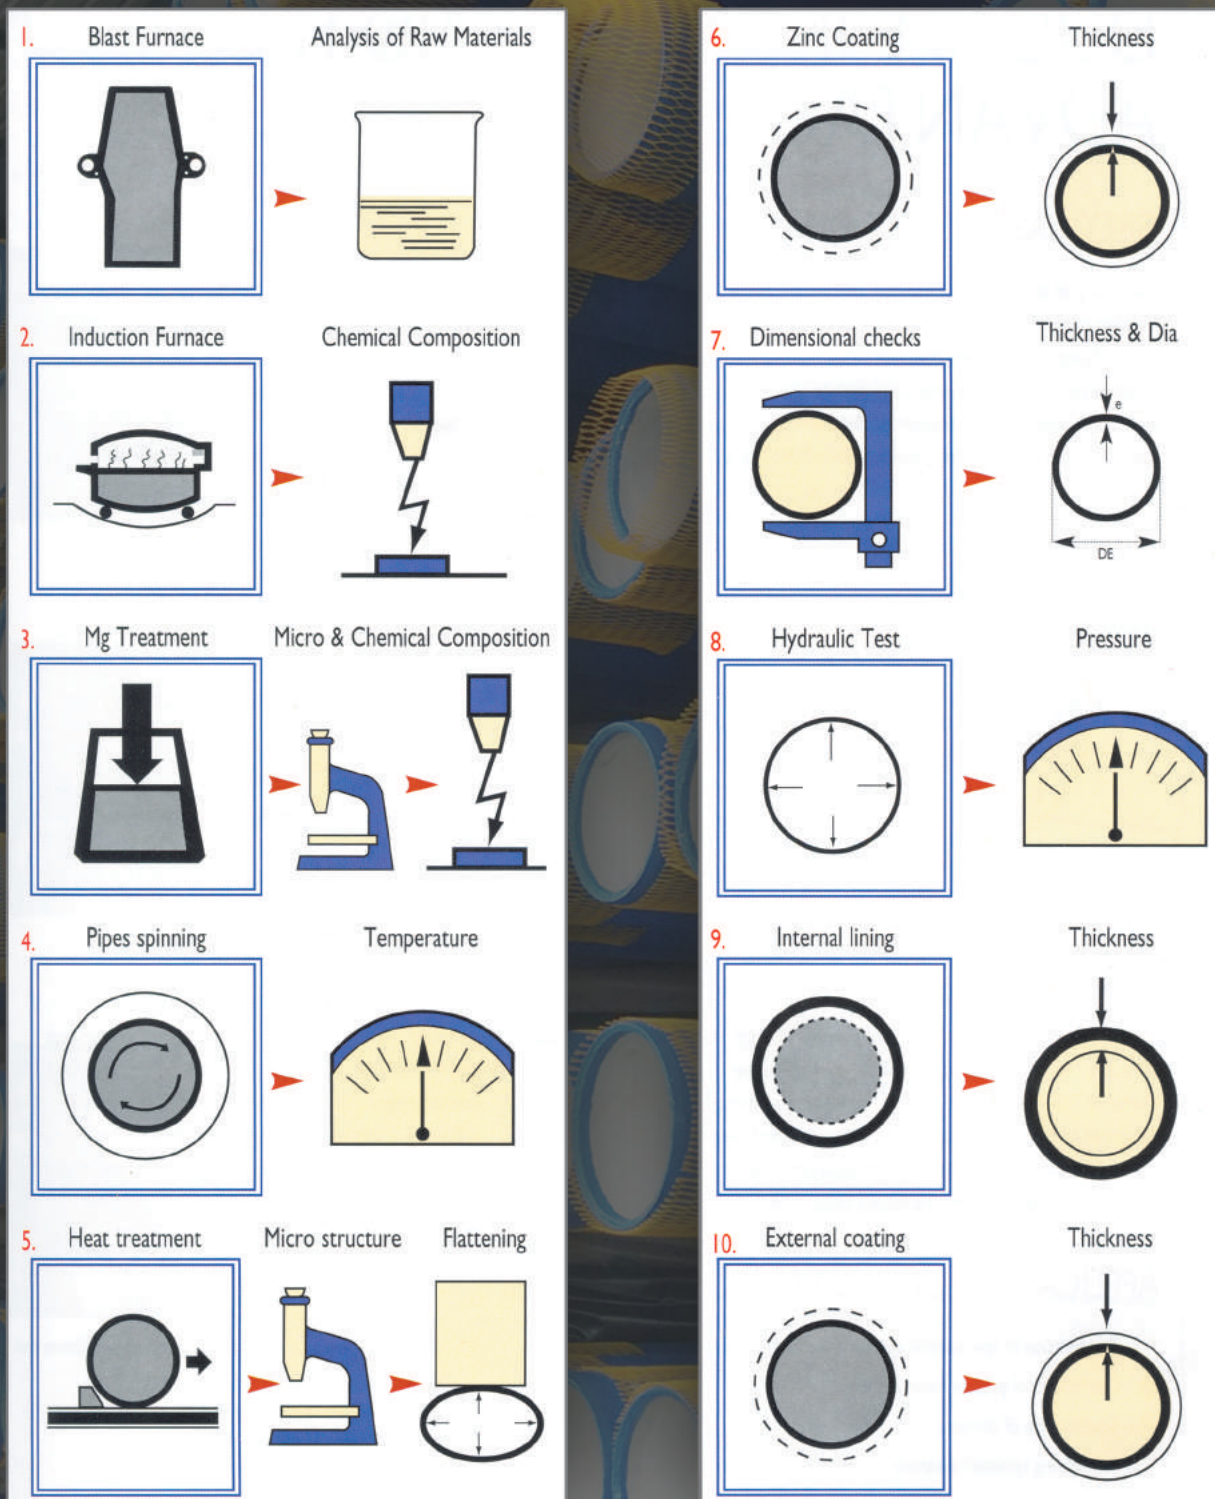 1. Blast Furnace
Analysis of Raw Materials
2. Induction Furnace
Chemical Composition
3. Mg Treatment
Micro & Chemical Composition
4. Pipes spinning
Temperature
5. Heat treatment
Micro structure
Flattening
6. Zinc Coating
Thickness
7. Dimensional checks
Thickness & Dia
e
DE
8. Hydraulic Test
Pressure
9. Internal lining
Thickness
10. External coating
Thickness